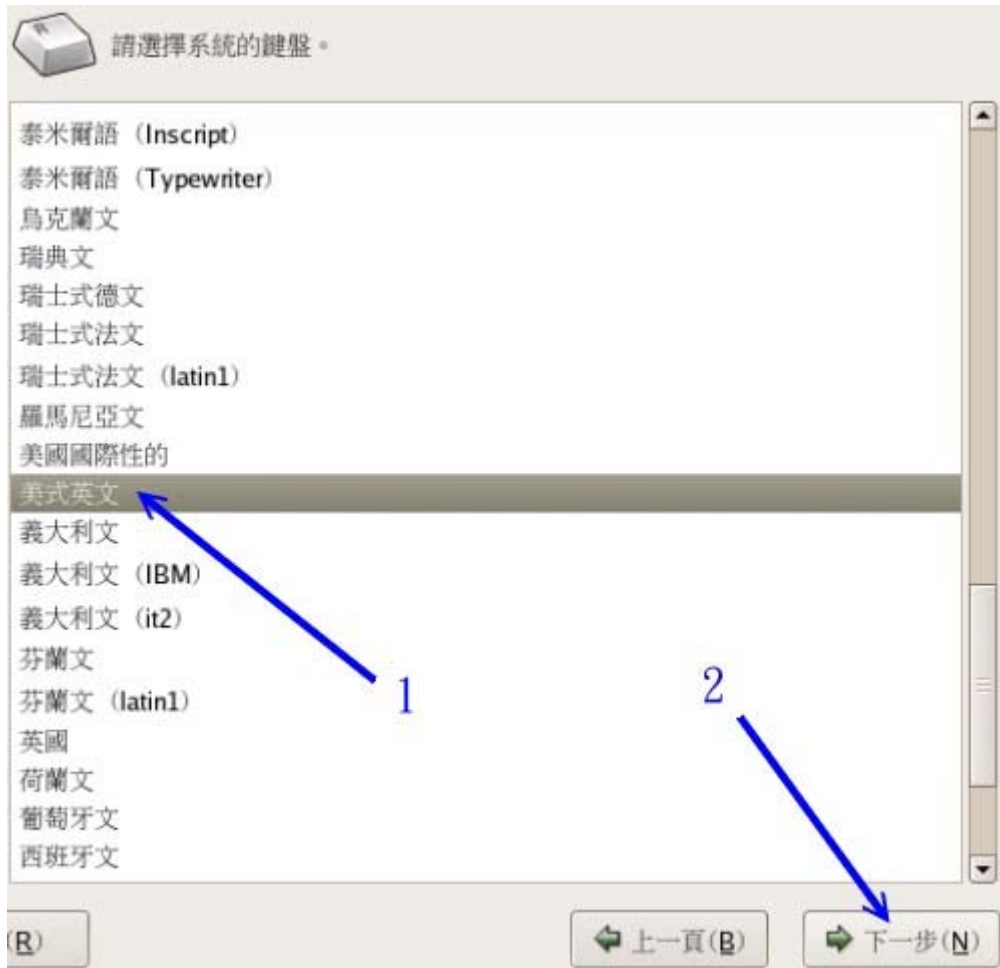 請選擇系統的鍵盤。
泰米爾語（Inscript）
泰米爾語（Typewriter）
烏克蘭文
瑞典文
瑞士式德文
瑞士式法文
瑞士式法文（latin1）
羅馬尼亞文
美國國際性的
美式英文
義大利文
義大利文（IBM）
義大利文（it2）
芬蘭文
芬蘭文（latin1）
英國
荷蘭文
葡萄牙文
西班牙文
1
2
(R) 上一頁(B) 下一步(N)